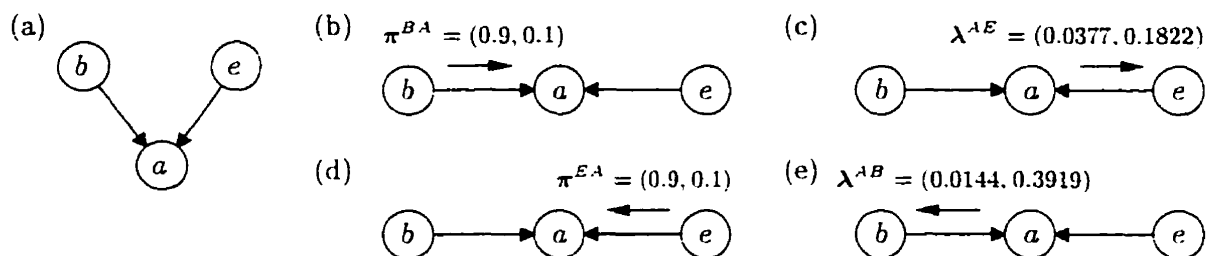 (a)
b e
a
(b) π^{BA} = (0.9, 0.1)
b a e
(c) λ^{AE} = (0.0377, 0.1822)
b a e
(d) π^{EA} = (0.9, 0.1)
b a e
(e) λ^{AB} = (0.0144, 0.3919)
b a e